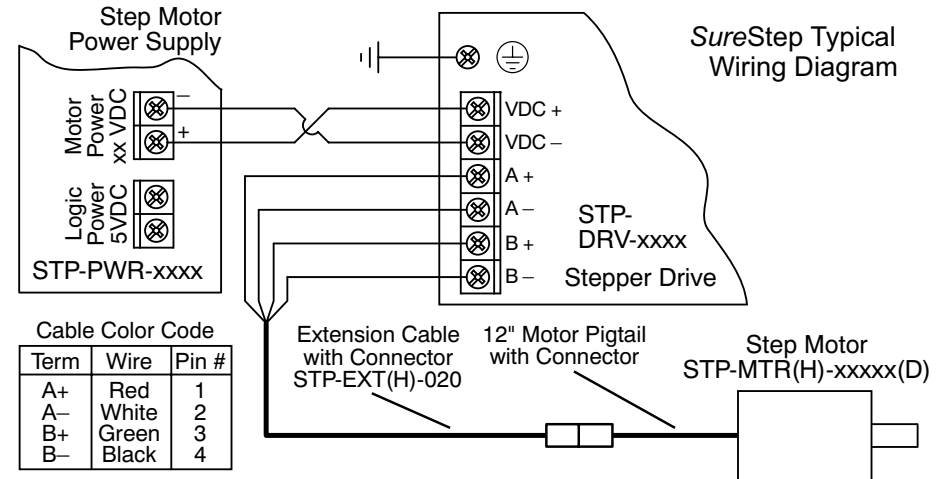 Step Motor
Power Supply
SureStep Typical
Wiring Diagram
Motor
Power
xx VDC
–
+
Logic
Power
5VDC
STP-PWR-xxxx
VDC +
VDC –
A +
A –
B +
B –
STP-
DRV-xxxx
Stepper Drive
Cable Color Code
Term Wire Pin #
A+ Red 1
A– White 2
B+ Green 3
B– Black 4
Extension Cable
with Connector
STP-EXT(H)-020
12" Motor Pigtail
with Connector
Step Motor
STP-MTR(H)-xxxxx(D)